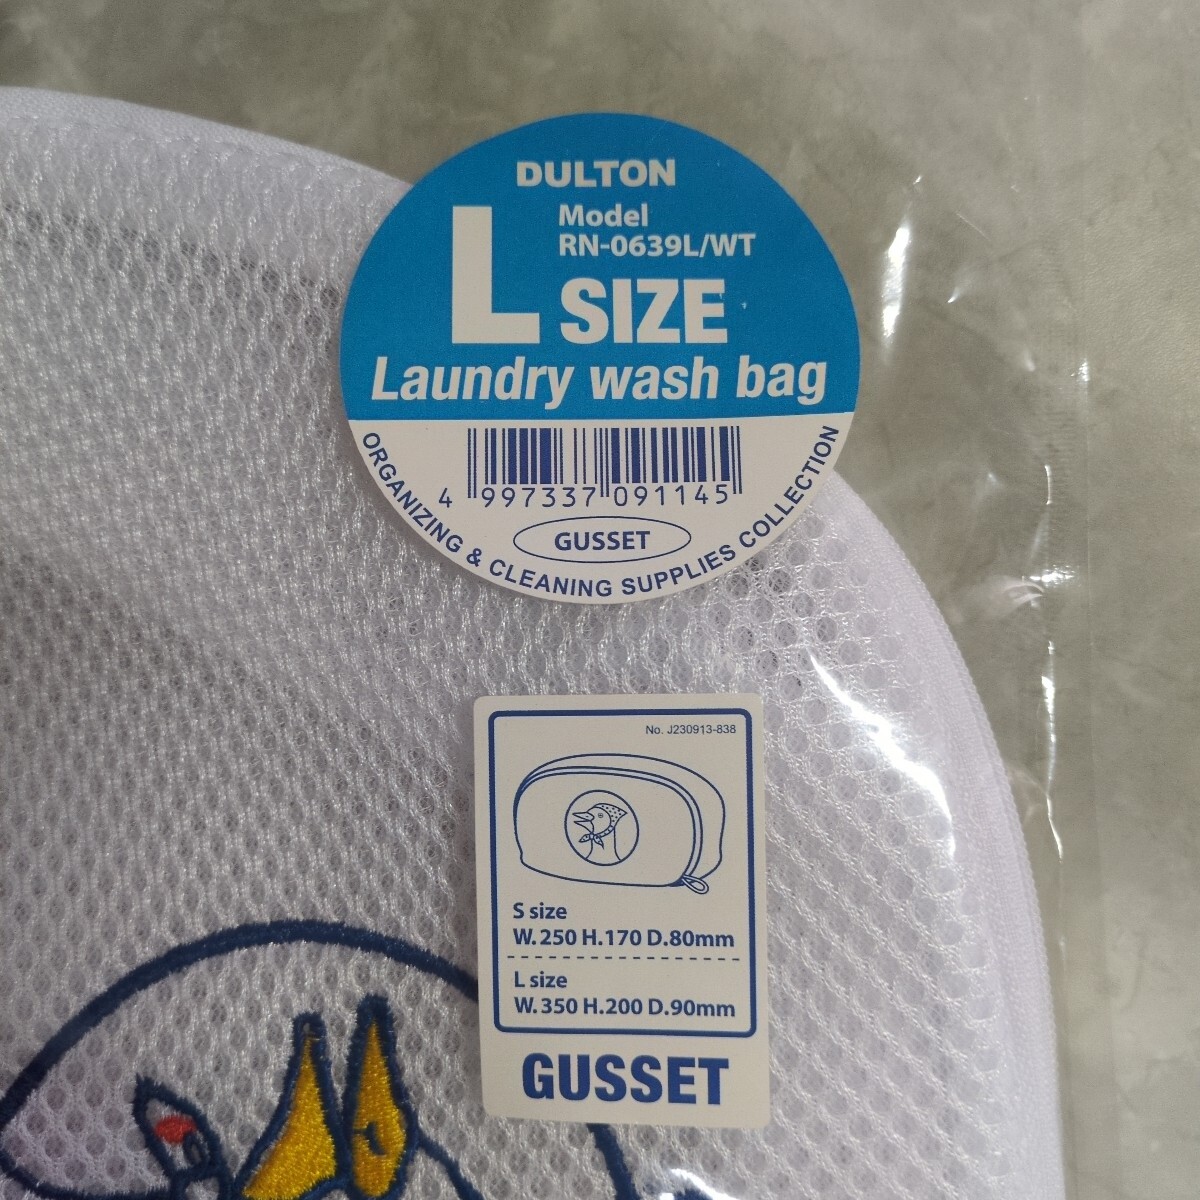 DULTON
Model
RN-0639L/WT
L SIZE
Laundry wash bag
4 997337 091145
GUSSET
ORGANIZING & CLEANING SUPPLIES COLLECTION
No. J230913-838
S size
W.250 H.170 D.80mm
L size
W.350 H.200 D.90mm
GUSSET